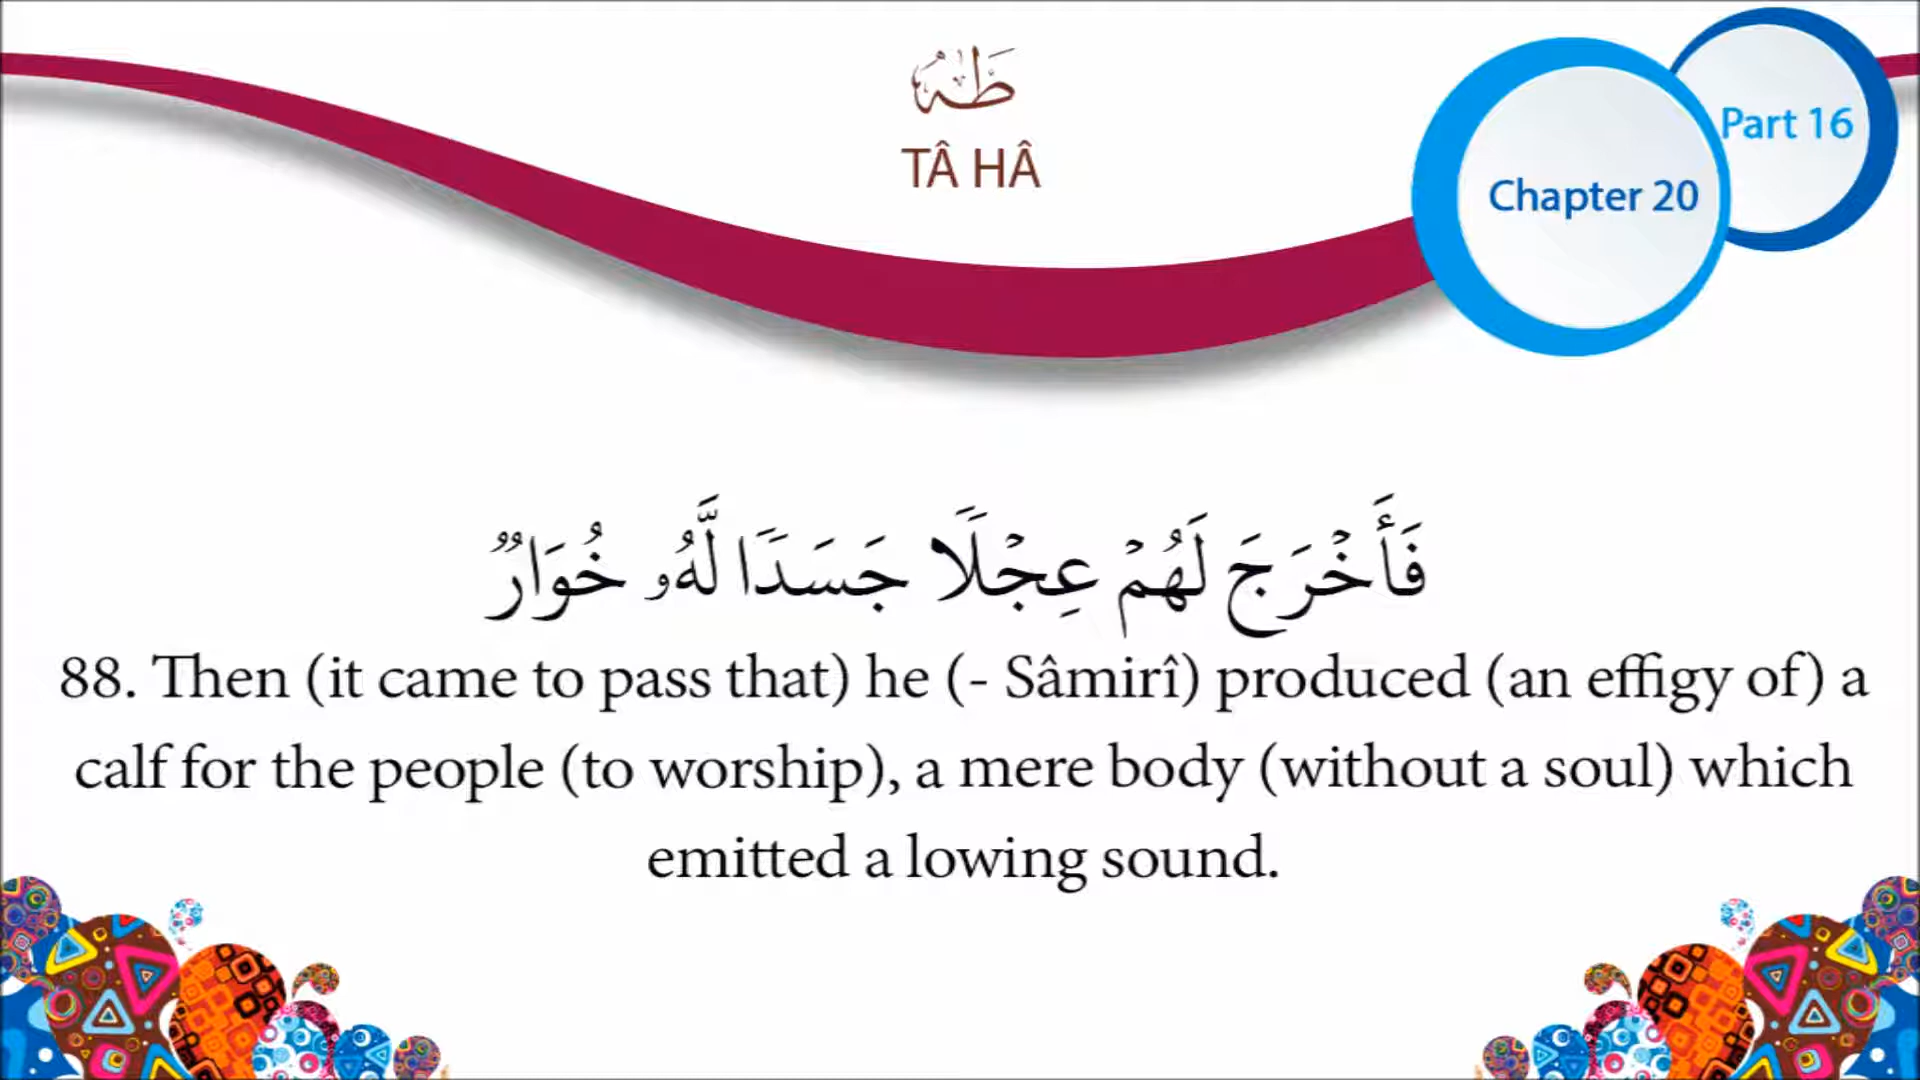 طٰهٰ
TÂ HÂ
Part 16
Chapter 20
فَأَخْرَجَ لَهُمْ عِجْلًا جَسَدًا لَّهُۥ خُوَارٌ
88. Then (it came to pass that) he (- Sâmirî) produced (an effigy of) a
calf for the people (to worship), a mere body (without a soul) which
emitted a lowing sound.